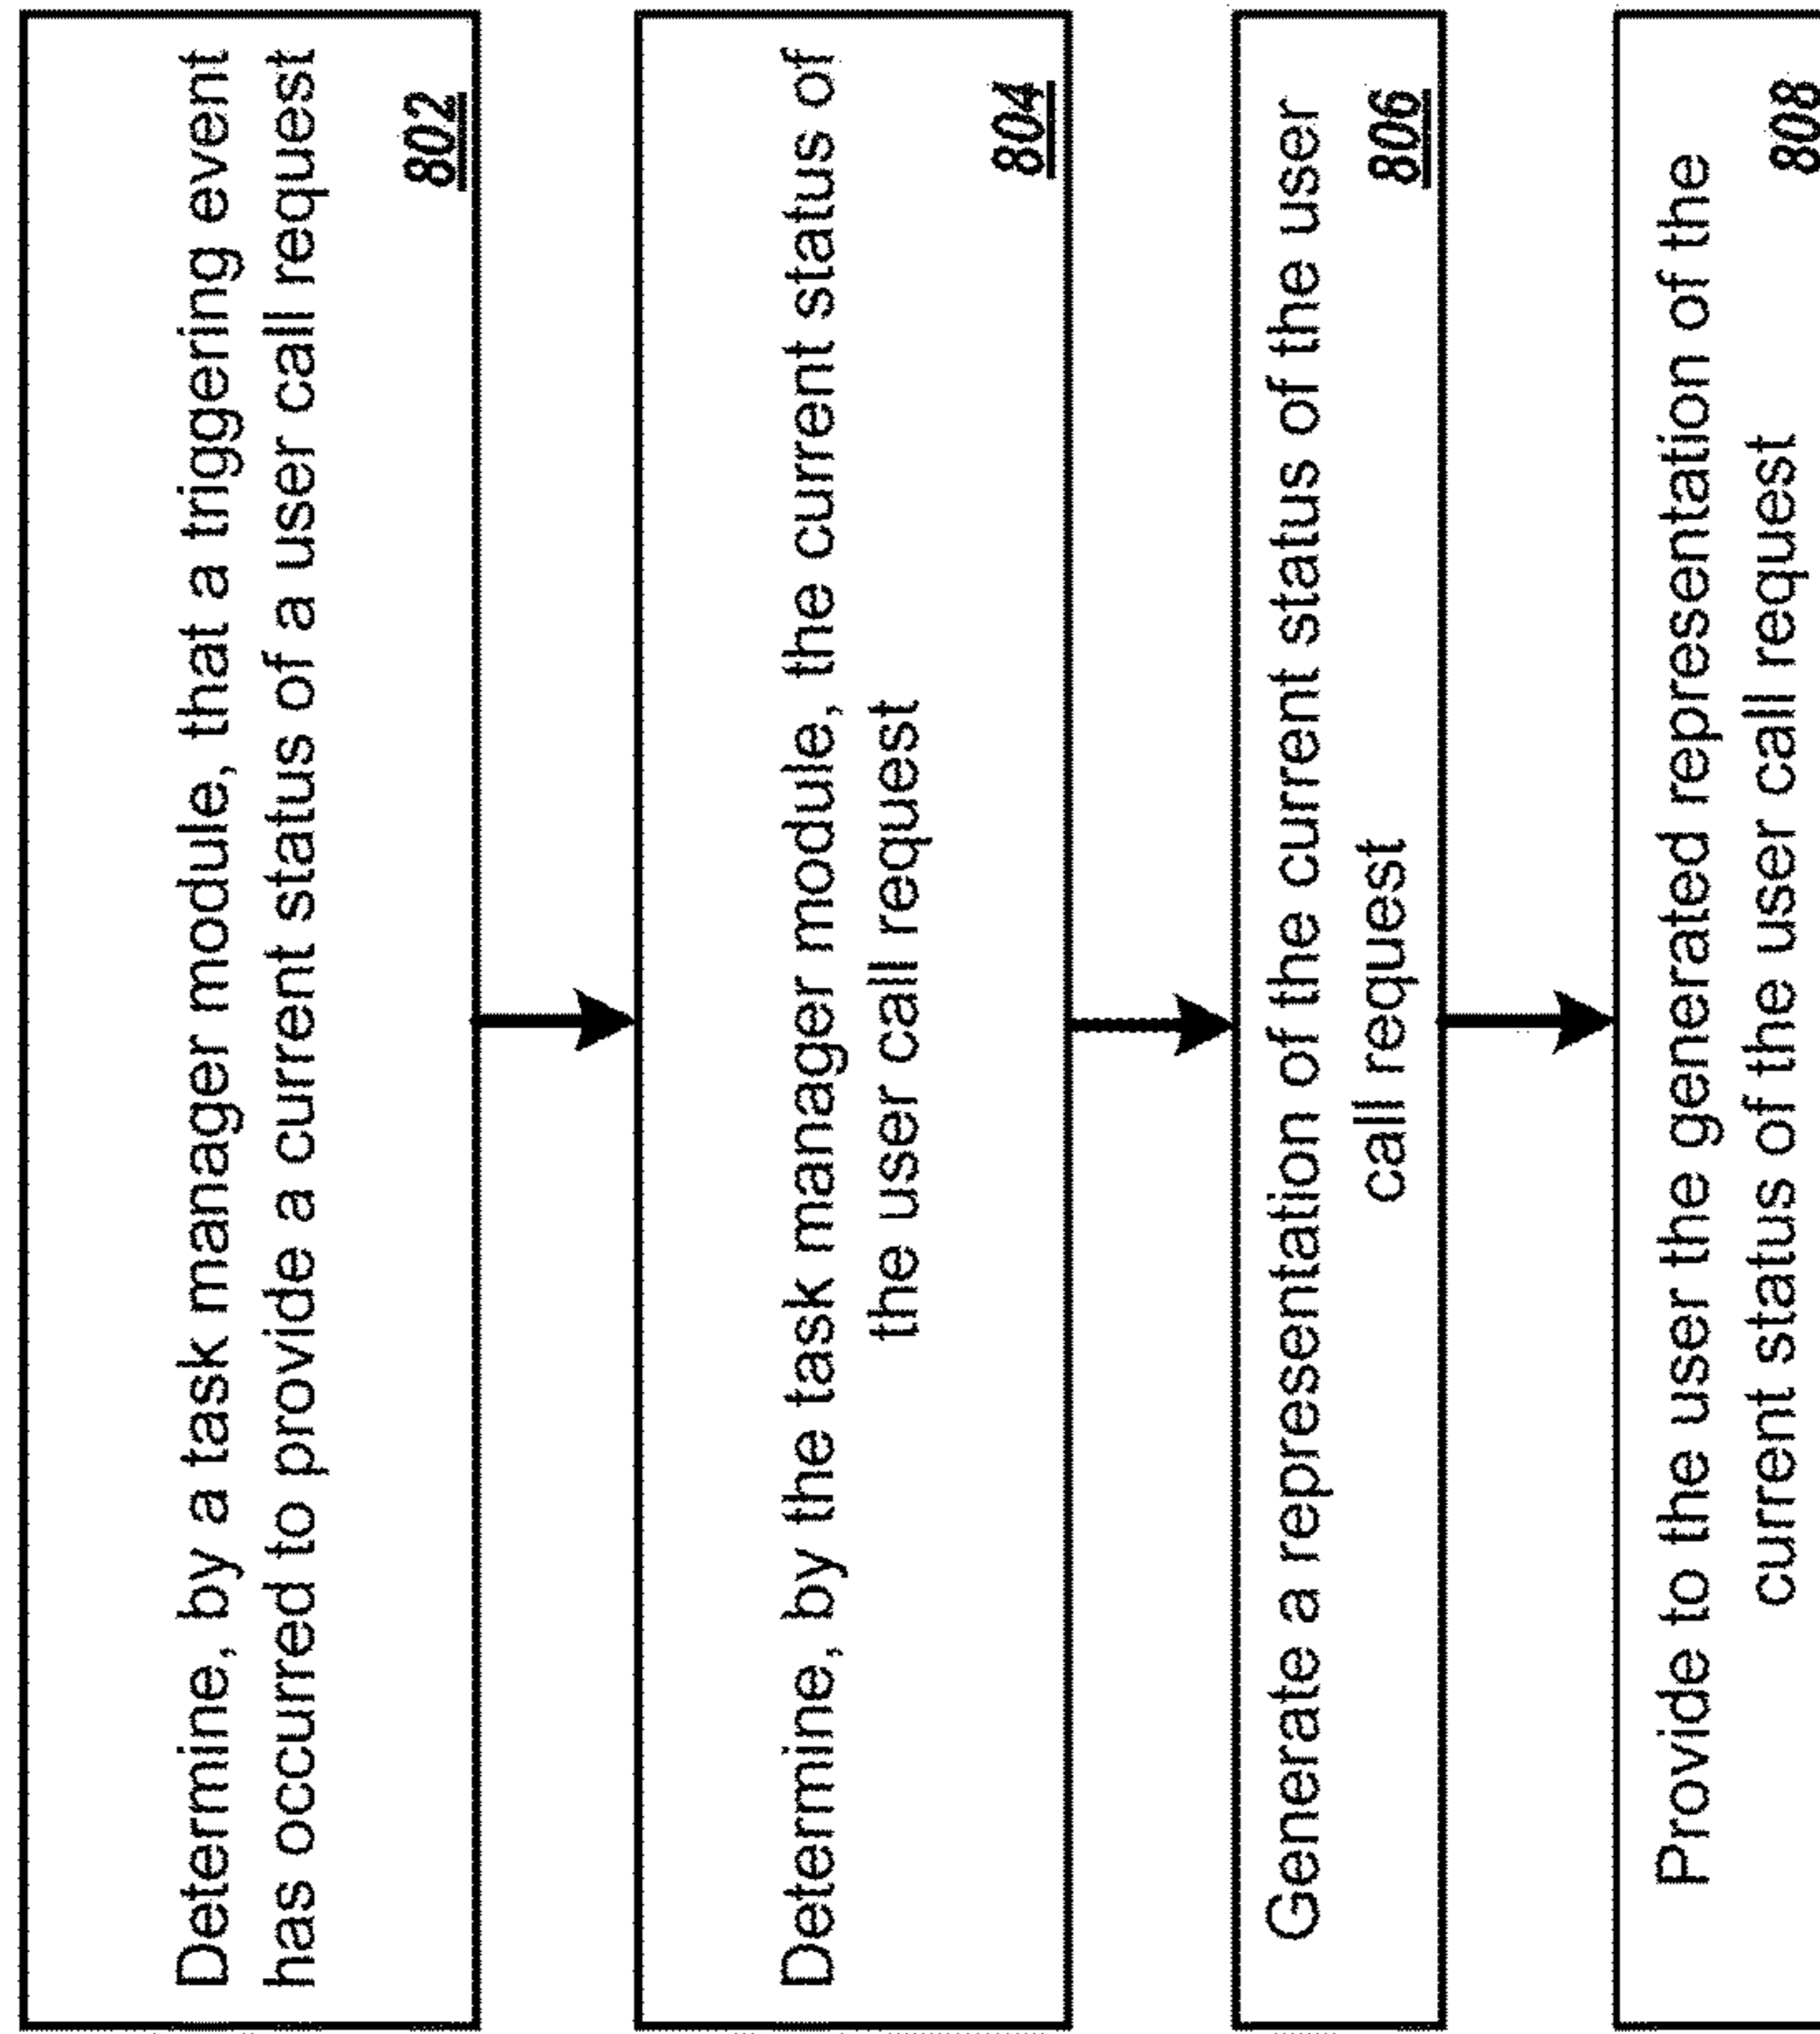 Determine, by a task manager module, that a triggering event
has occurred to provide a current status of a user call request
802
Determine, by the task manager module, the current status of
the user call request
804
Generate a representation of the current status of the user
call request
806
Provide to the user the generated representation of the
current status of the user call request
808